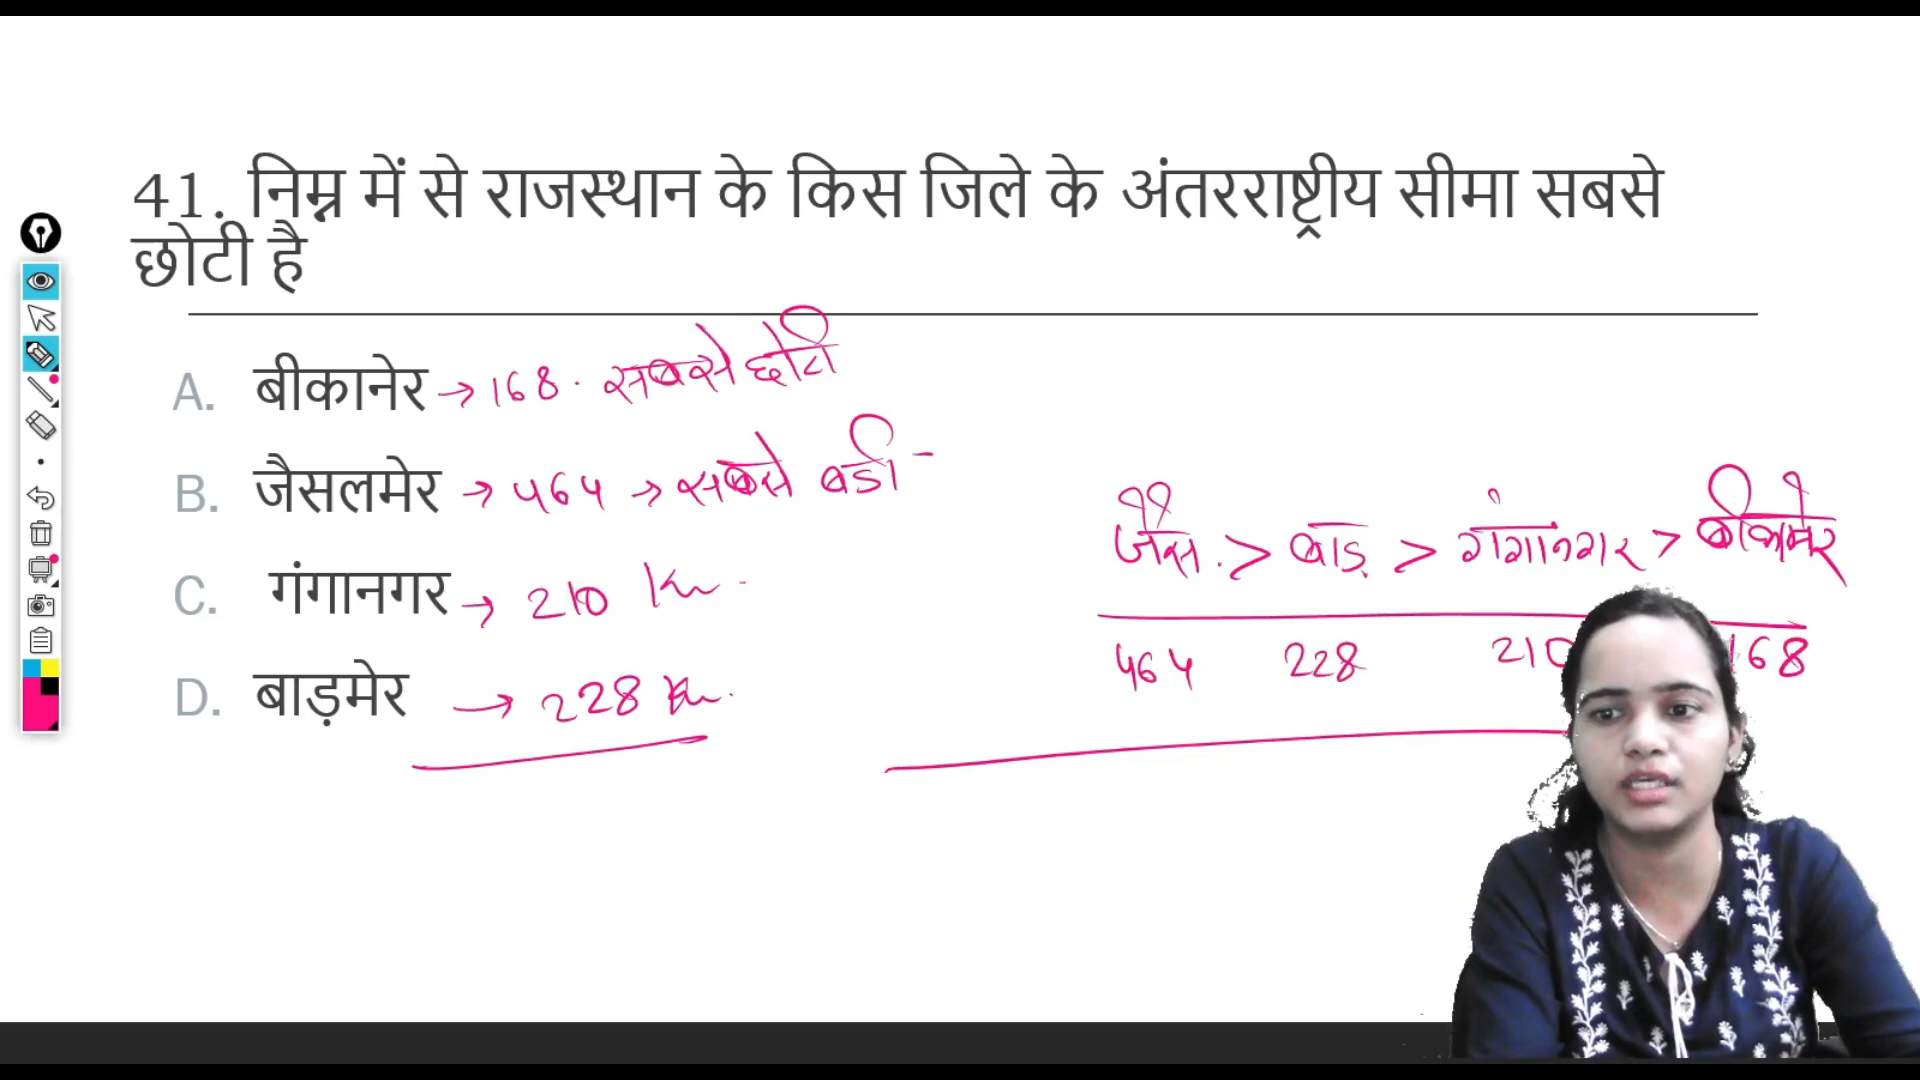 41. निम्न में से राजस्थान के किस जिले के अंतरराष्ट्रीय सीमा सबसे
छोटी है
A. बीकानेर → 168. सबसे छोटी
B. जैसलमेर → 464 → सबसे बडी -
C. गंगानगर → 210 Km.
D. बाड़मेर → 228 Km.
जैस. > बाड़ > गंगानगर > बीकानेर
464 228 210 168